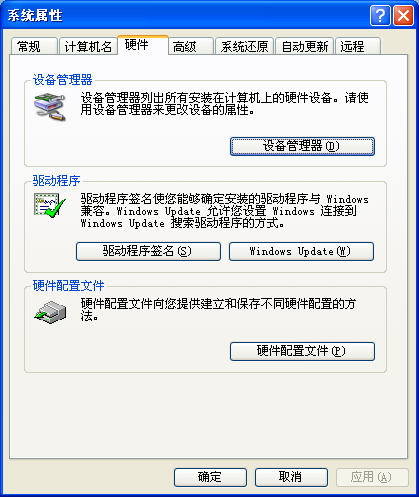 系统属性
常规 计算机名 硬件 高级 系统还原 自动更新 远程
设备管理器
设备管理器列出所有安装在计算机上的硬件设备。请使
用设备管理器来更改设备的属性。
设备管理器(D)
驱动程序
驱动程序签名使您能够确定安装的驱动程序与 Windows
兼容。Windows Update 允许您设置 Windows 连接到
Windows Update 搜索驱动程序的方式。
驱动程序签名(S) Windows Update(W)
硬件配置文件
硬件配置文件向您提供建立和保存不同硬件配置的方
法。
硬件配置文件(P)
确定 取消 应用(A)